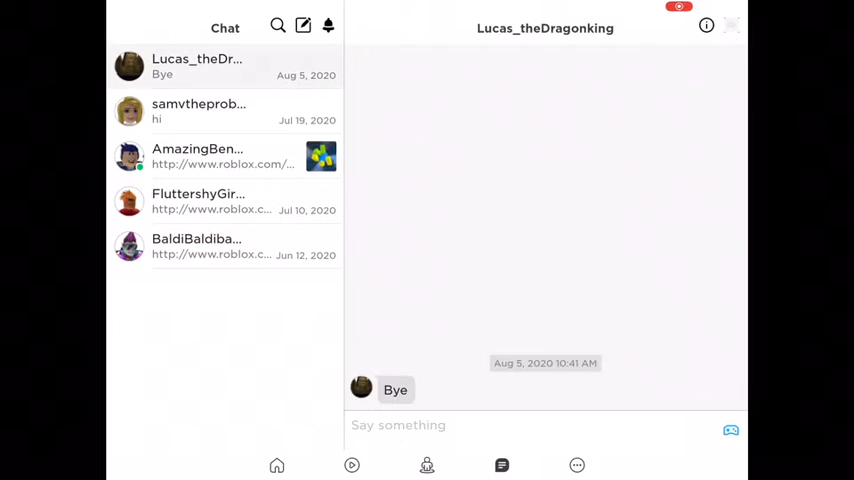 Chat
Lucas_theDr...
Bye
Aug 5, 2020
samvtheprob...
hi
Jul 19, 2020
AmazingBen...
http://www.roblox.com/...
FluttershyGir...
http://www.roblox.c...
Jul 10, 2020
BaldiBaldiba...
http://www.roblox.c...
Jun 12, 2020
Lucas_theDragonking
Aug 5, 2020 10:41 AM
Bye
Say something